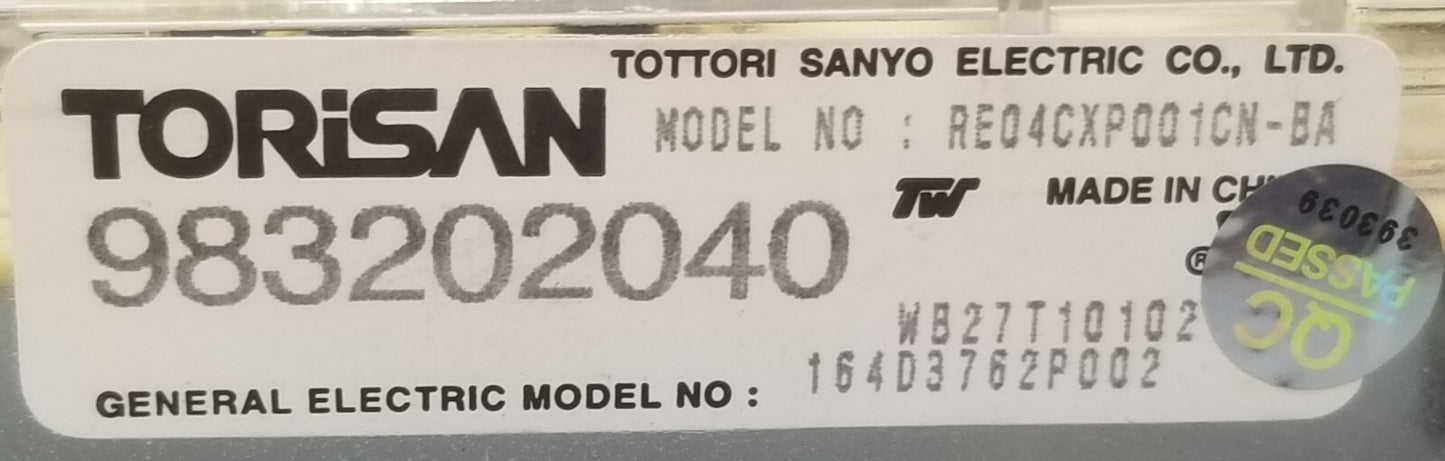 TOTTORI SANYO ELECTRIC CO., LTD.
TORiSAN
MODEL NO : RE04CXP001CN-BA
MADE IN
983202040
®
WB27T10102
164D3762P002
GENERAL ELECTRIC MODEL NO :
393039
PASSED
QC